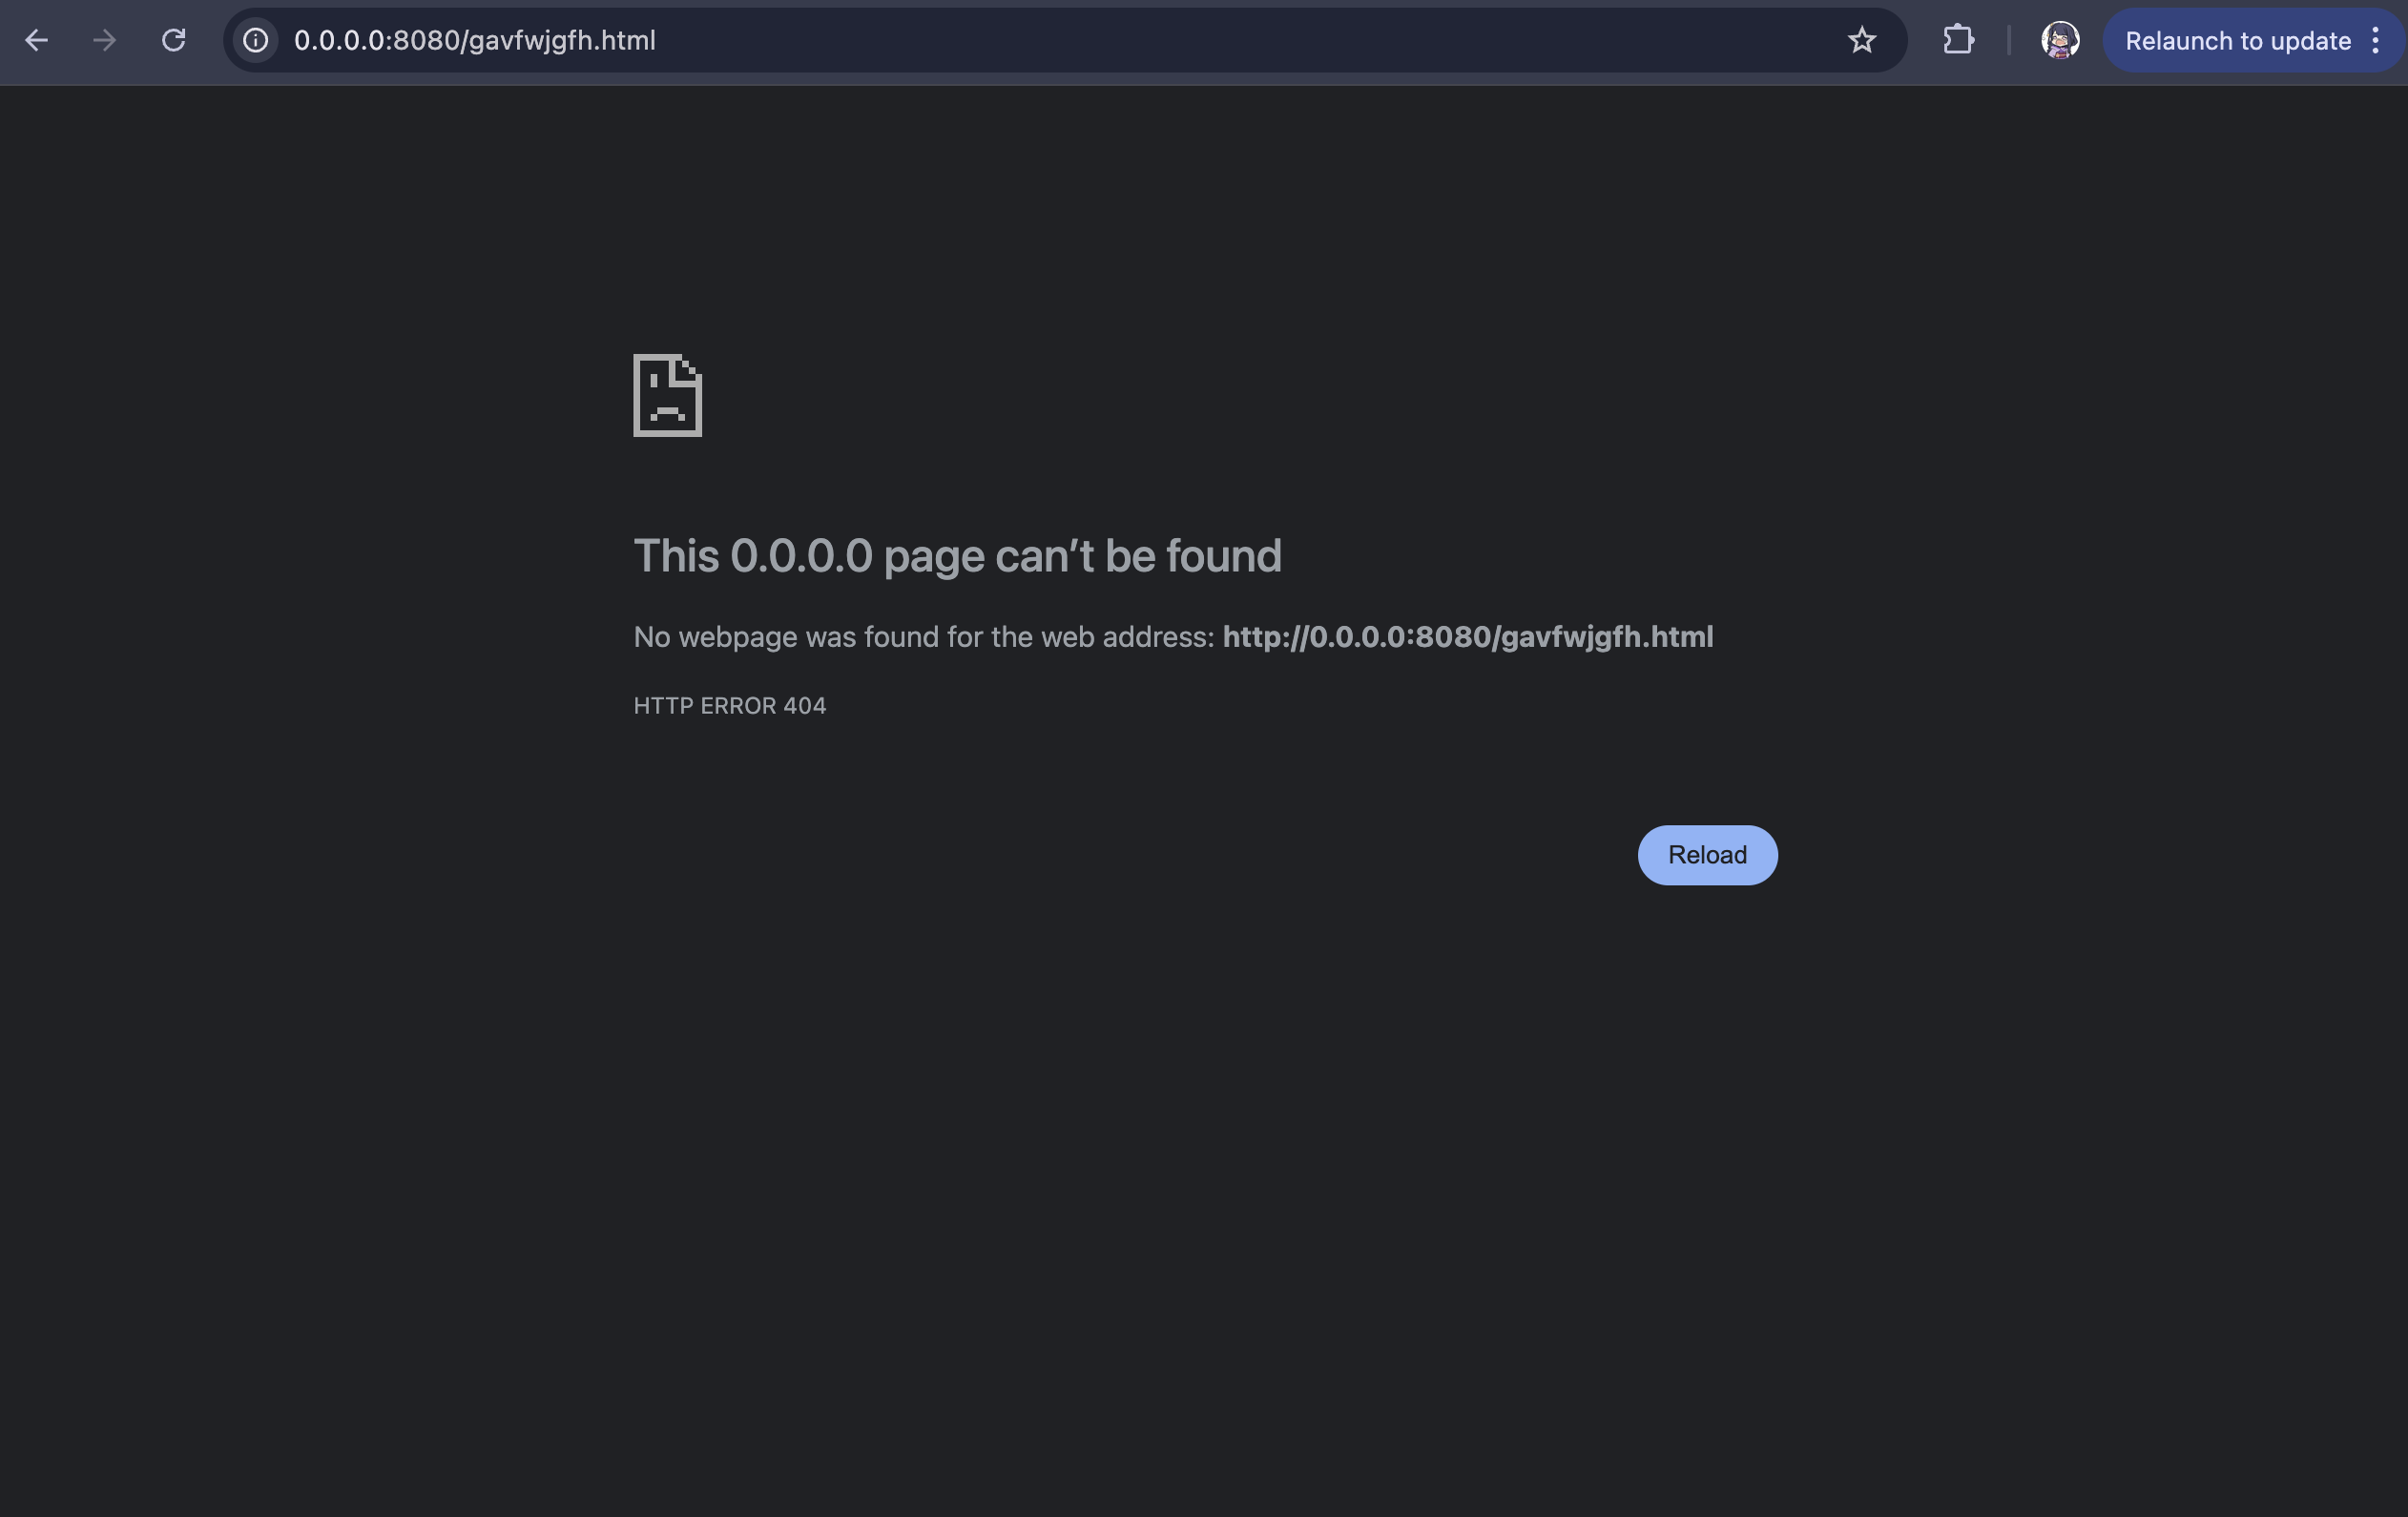 0.0.0.0:8080/gavfwjgfh.html
Relaunch to update
This 0.0.0.0 page can’t be found
No webpage was found for the web address: http://0.0.0.0:8080/gavfwjgfh.html
HTTP ERROR 404
Reload